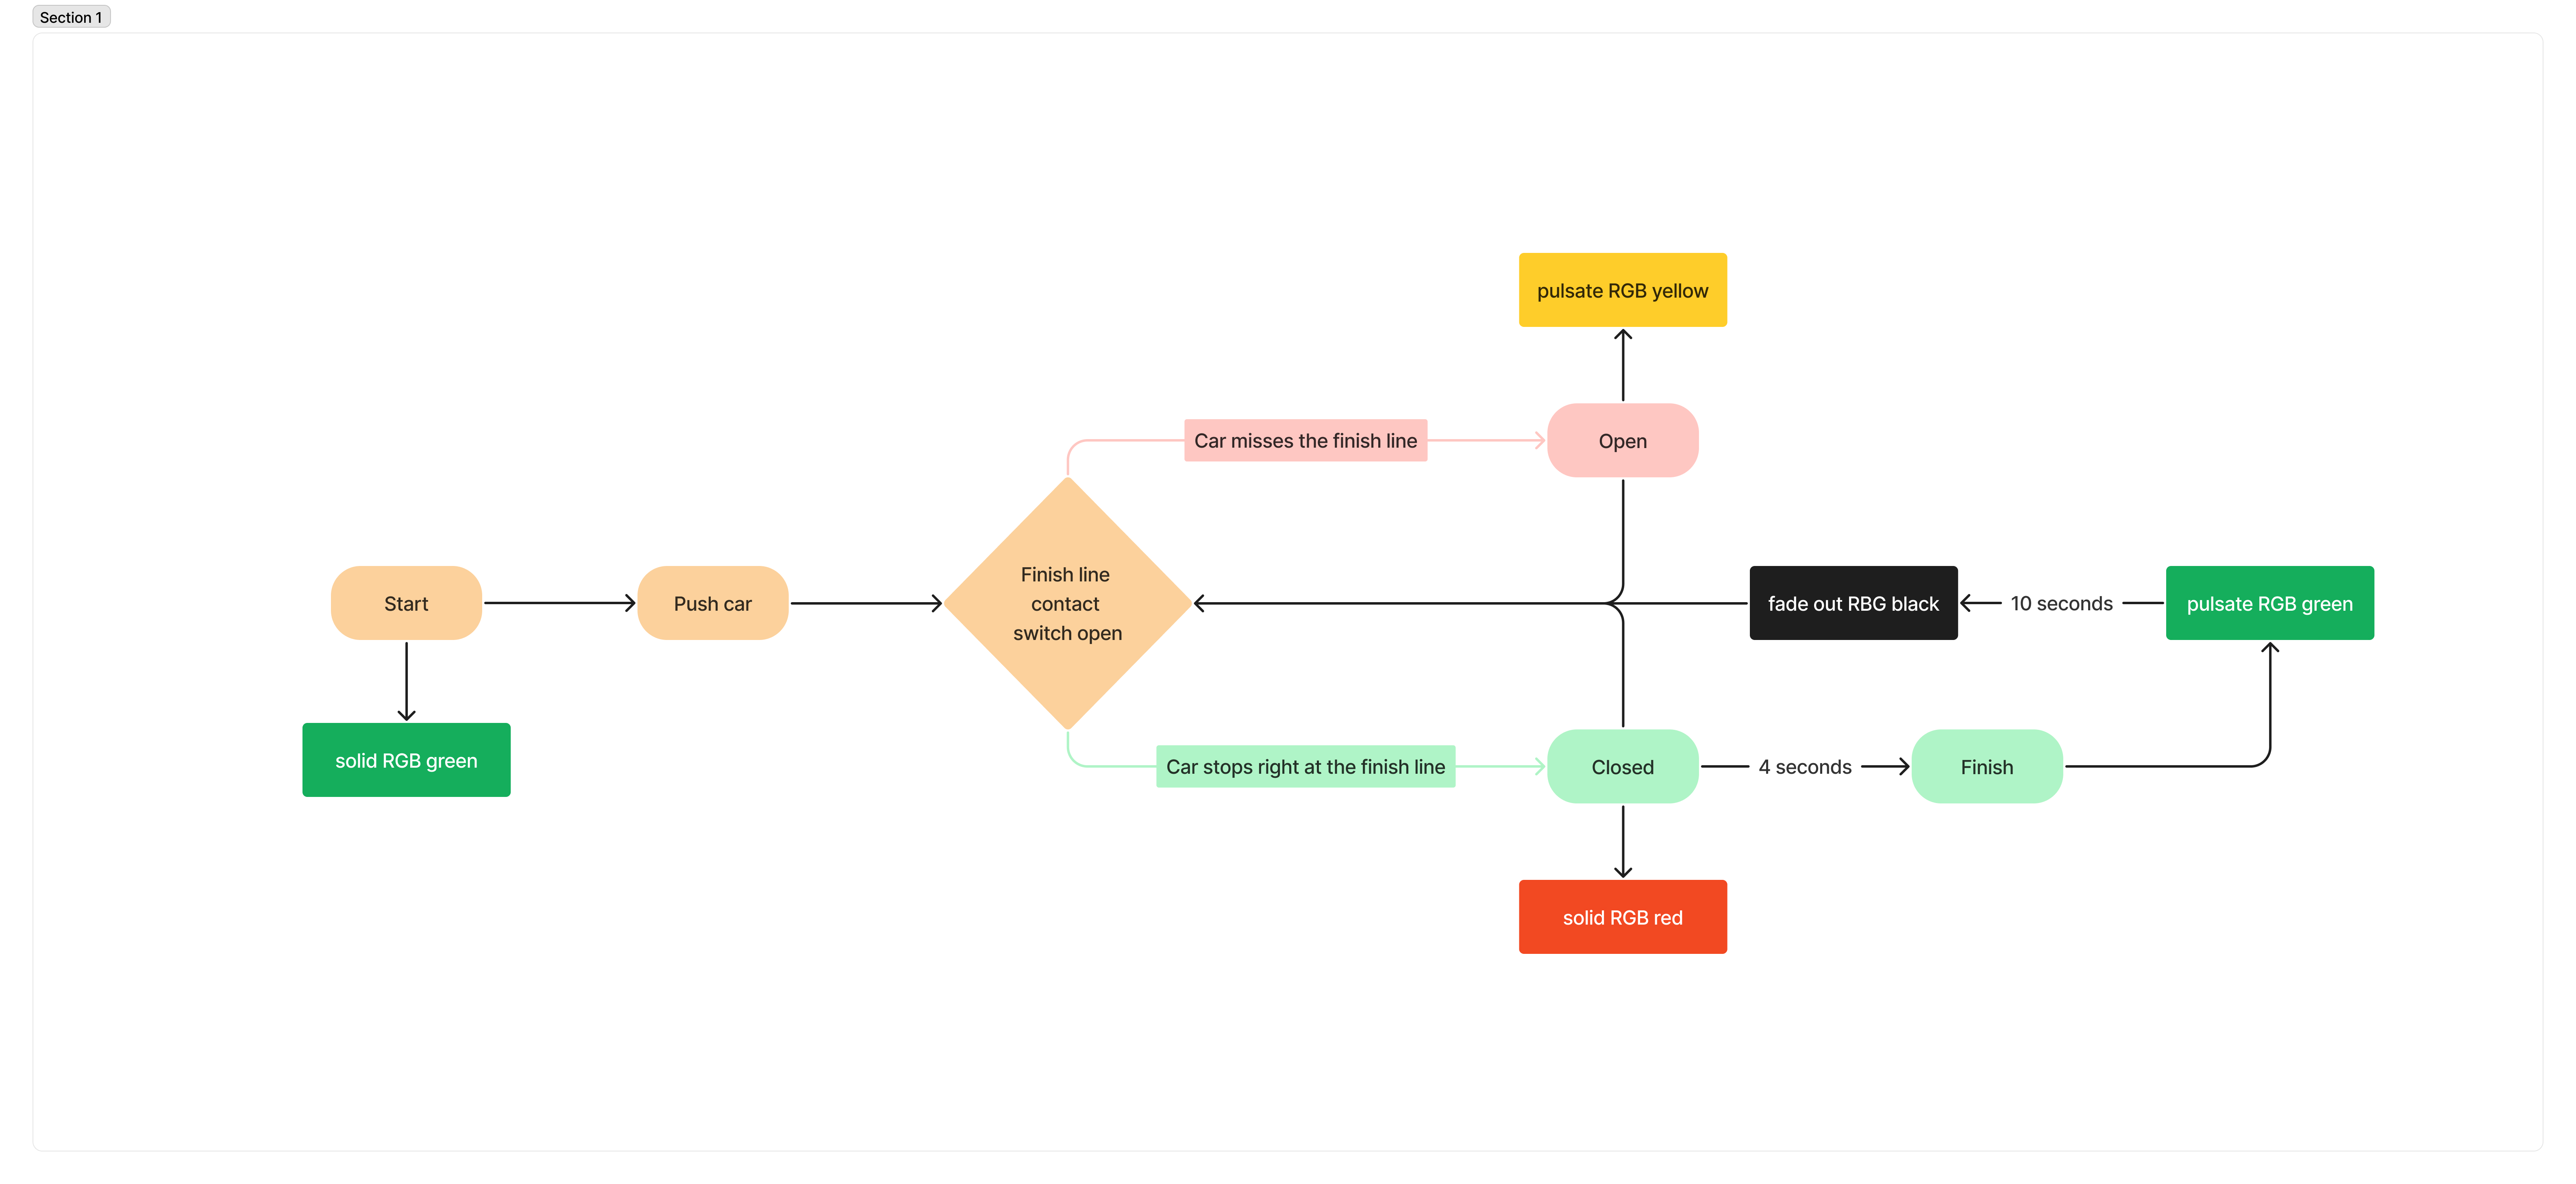 Section 1
pulsate RGB yellow
Car misses the finish line
Open
Start
Push car
Finish line
contact
switch open
fade out RBG black
10 seconds
pulsate RGB green
solid RGB green
Car stops right at the finish line
Closed
4 seconds
Finish
solid RGB red